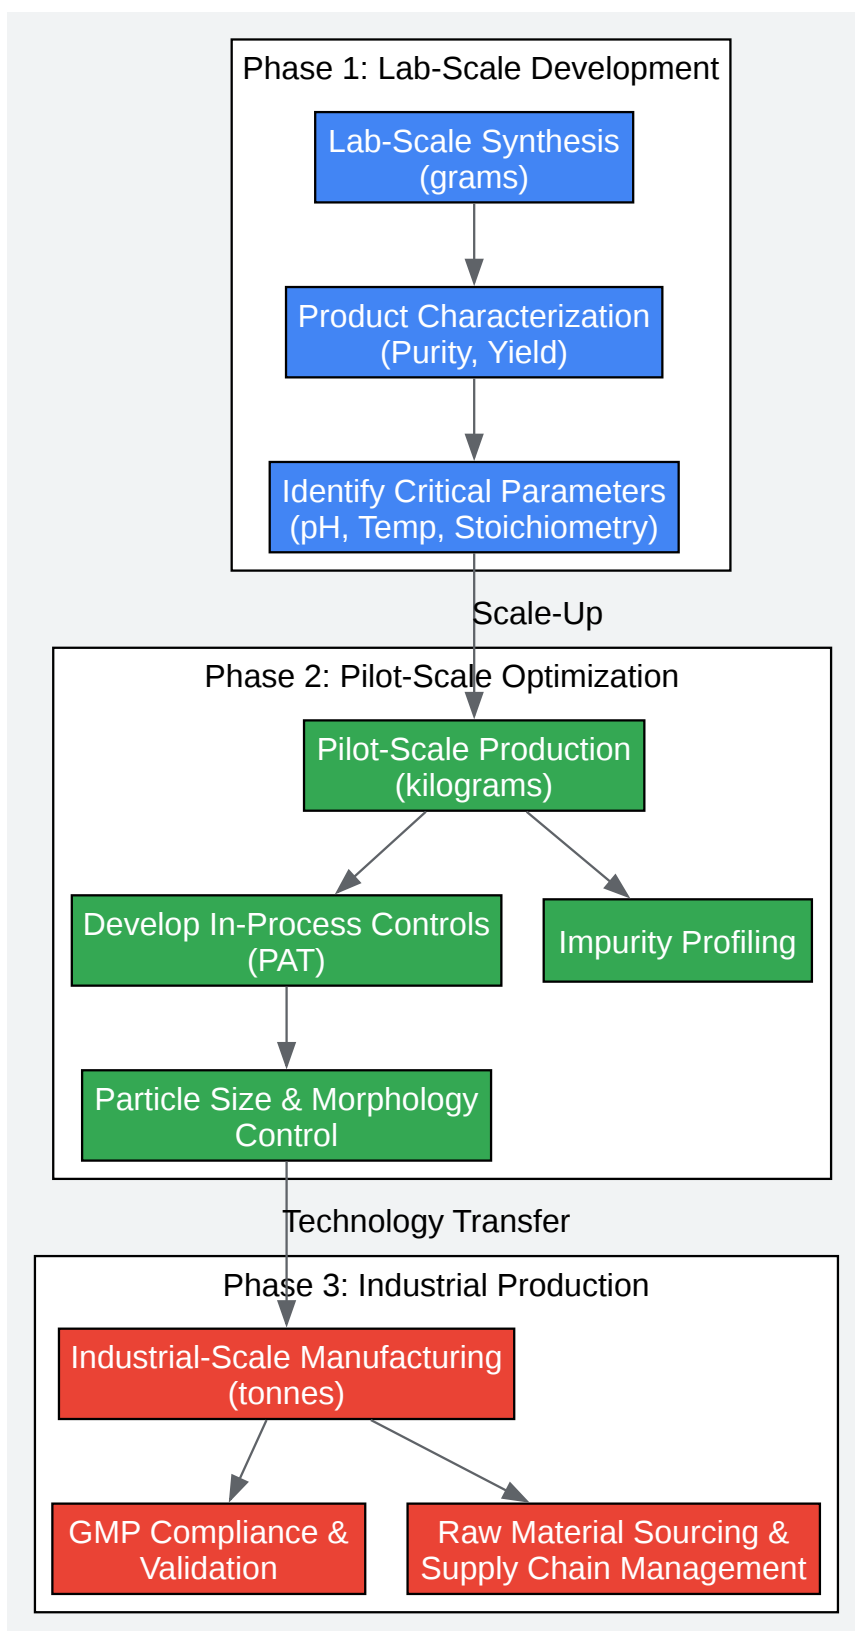 Phase 1: Lab-Scale Development
Lab-Scale Synthesis
(grams)
Product Characterization
(Purity, Yield)
Identify Critical Parameters
(pH, Temp, Stoichiometry)
Scale-Up
Phase 2: Pilot-Scale Optimization
Pilot-Scale Production
(kilograms)
Develop In-Process Controls
(PAT)
Impurity Profiling
Particle Size & Morphology
Control
Technology Transfer
Phase 3: Industrial Production
Industrial-Scale Manufacturing
(tonnes)
GMP Compliance &
Validation
Raw Material Sourcing &
Supply Chain Management